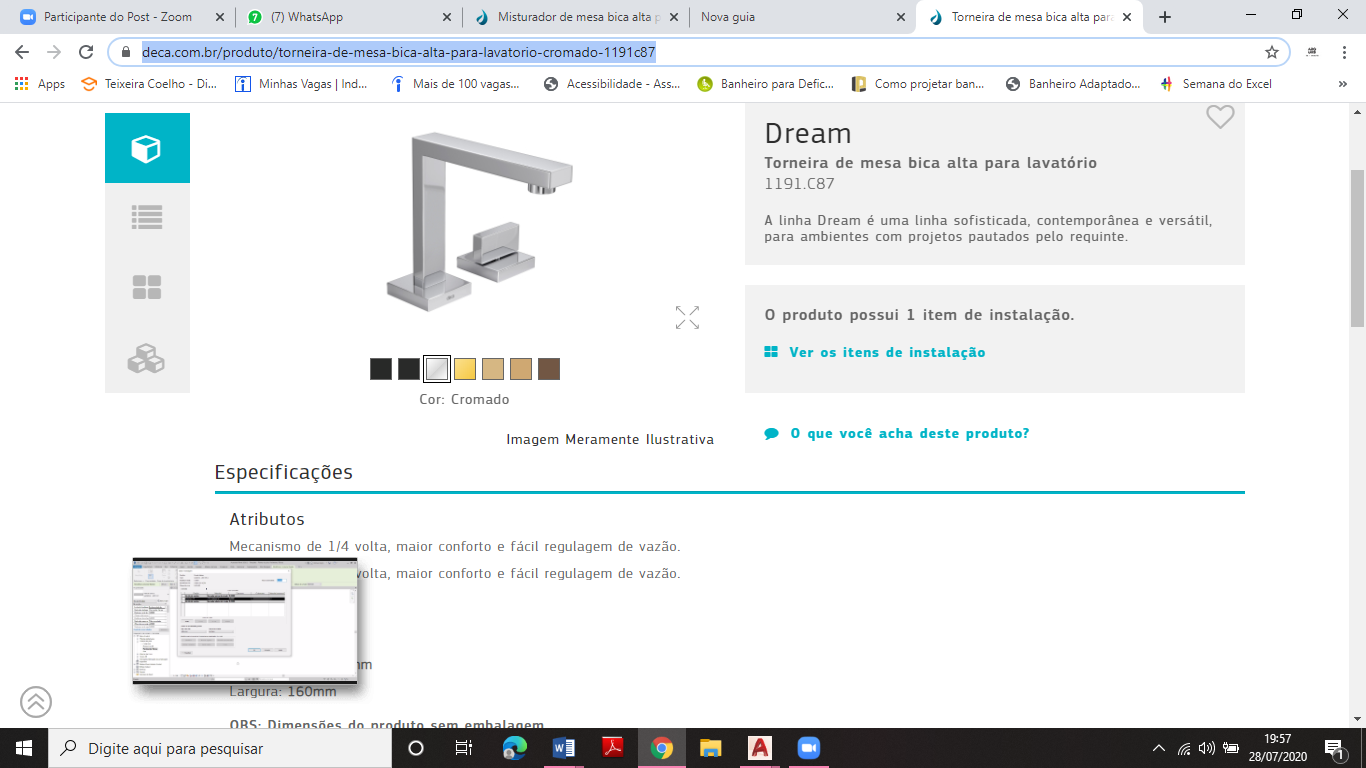 Participante do Post - Zoom
(7) WhatsApp
Misturador de mesa bica alta p
Nova guia
Torneira de mesa bica alta para
deca.com.br/produto/torneira-de-mesa-bica-alta-para-lavatorio-cromado-1191c87
Apps
Teixeira Coelho - Di...
Minhas Vagas | Ind...
Mais de 100 vagas...
Acessibilidade - Ass...
Banheiro para Defic...
Como projetar ban...
Banheiro Adaptado...
Semana do Excel
»
Dream
Torneira de mesa bica alta para lavatório
1191.C87
A linha Dream é uma linha sofisticada, contemporânea e versátil,
para ambientes com projetos pautados pelo requinte.
O produto possui 1 item de instalação.
Ver os itens de instalação
Cor: Cromado
Imagem Meramente Ilustrativa
O que você acha deste produto?
Especificações
Atributos
Mecanismo de 1/4 volta, maior conforto e fácil regulagem de vazão.
volta, maior conforto e fácil regulagem de vazão.
mm
Largura: 160mm
OBS: Dimensões do produto sem embalagem
Digite aqui para pesquisar
19:57
28/07/2020
1